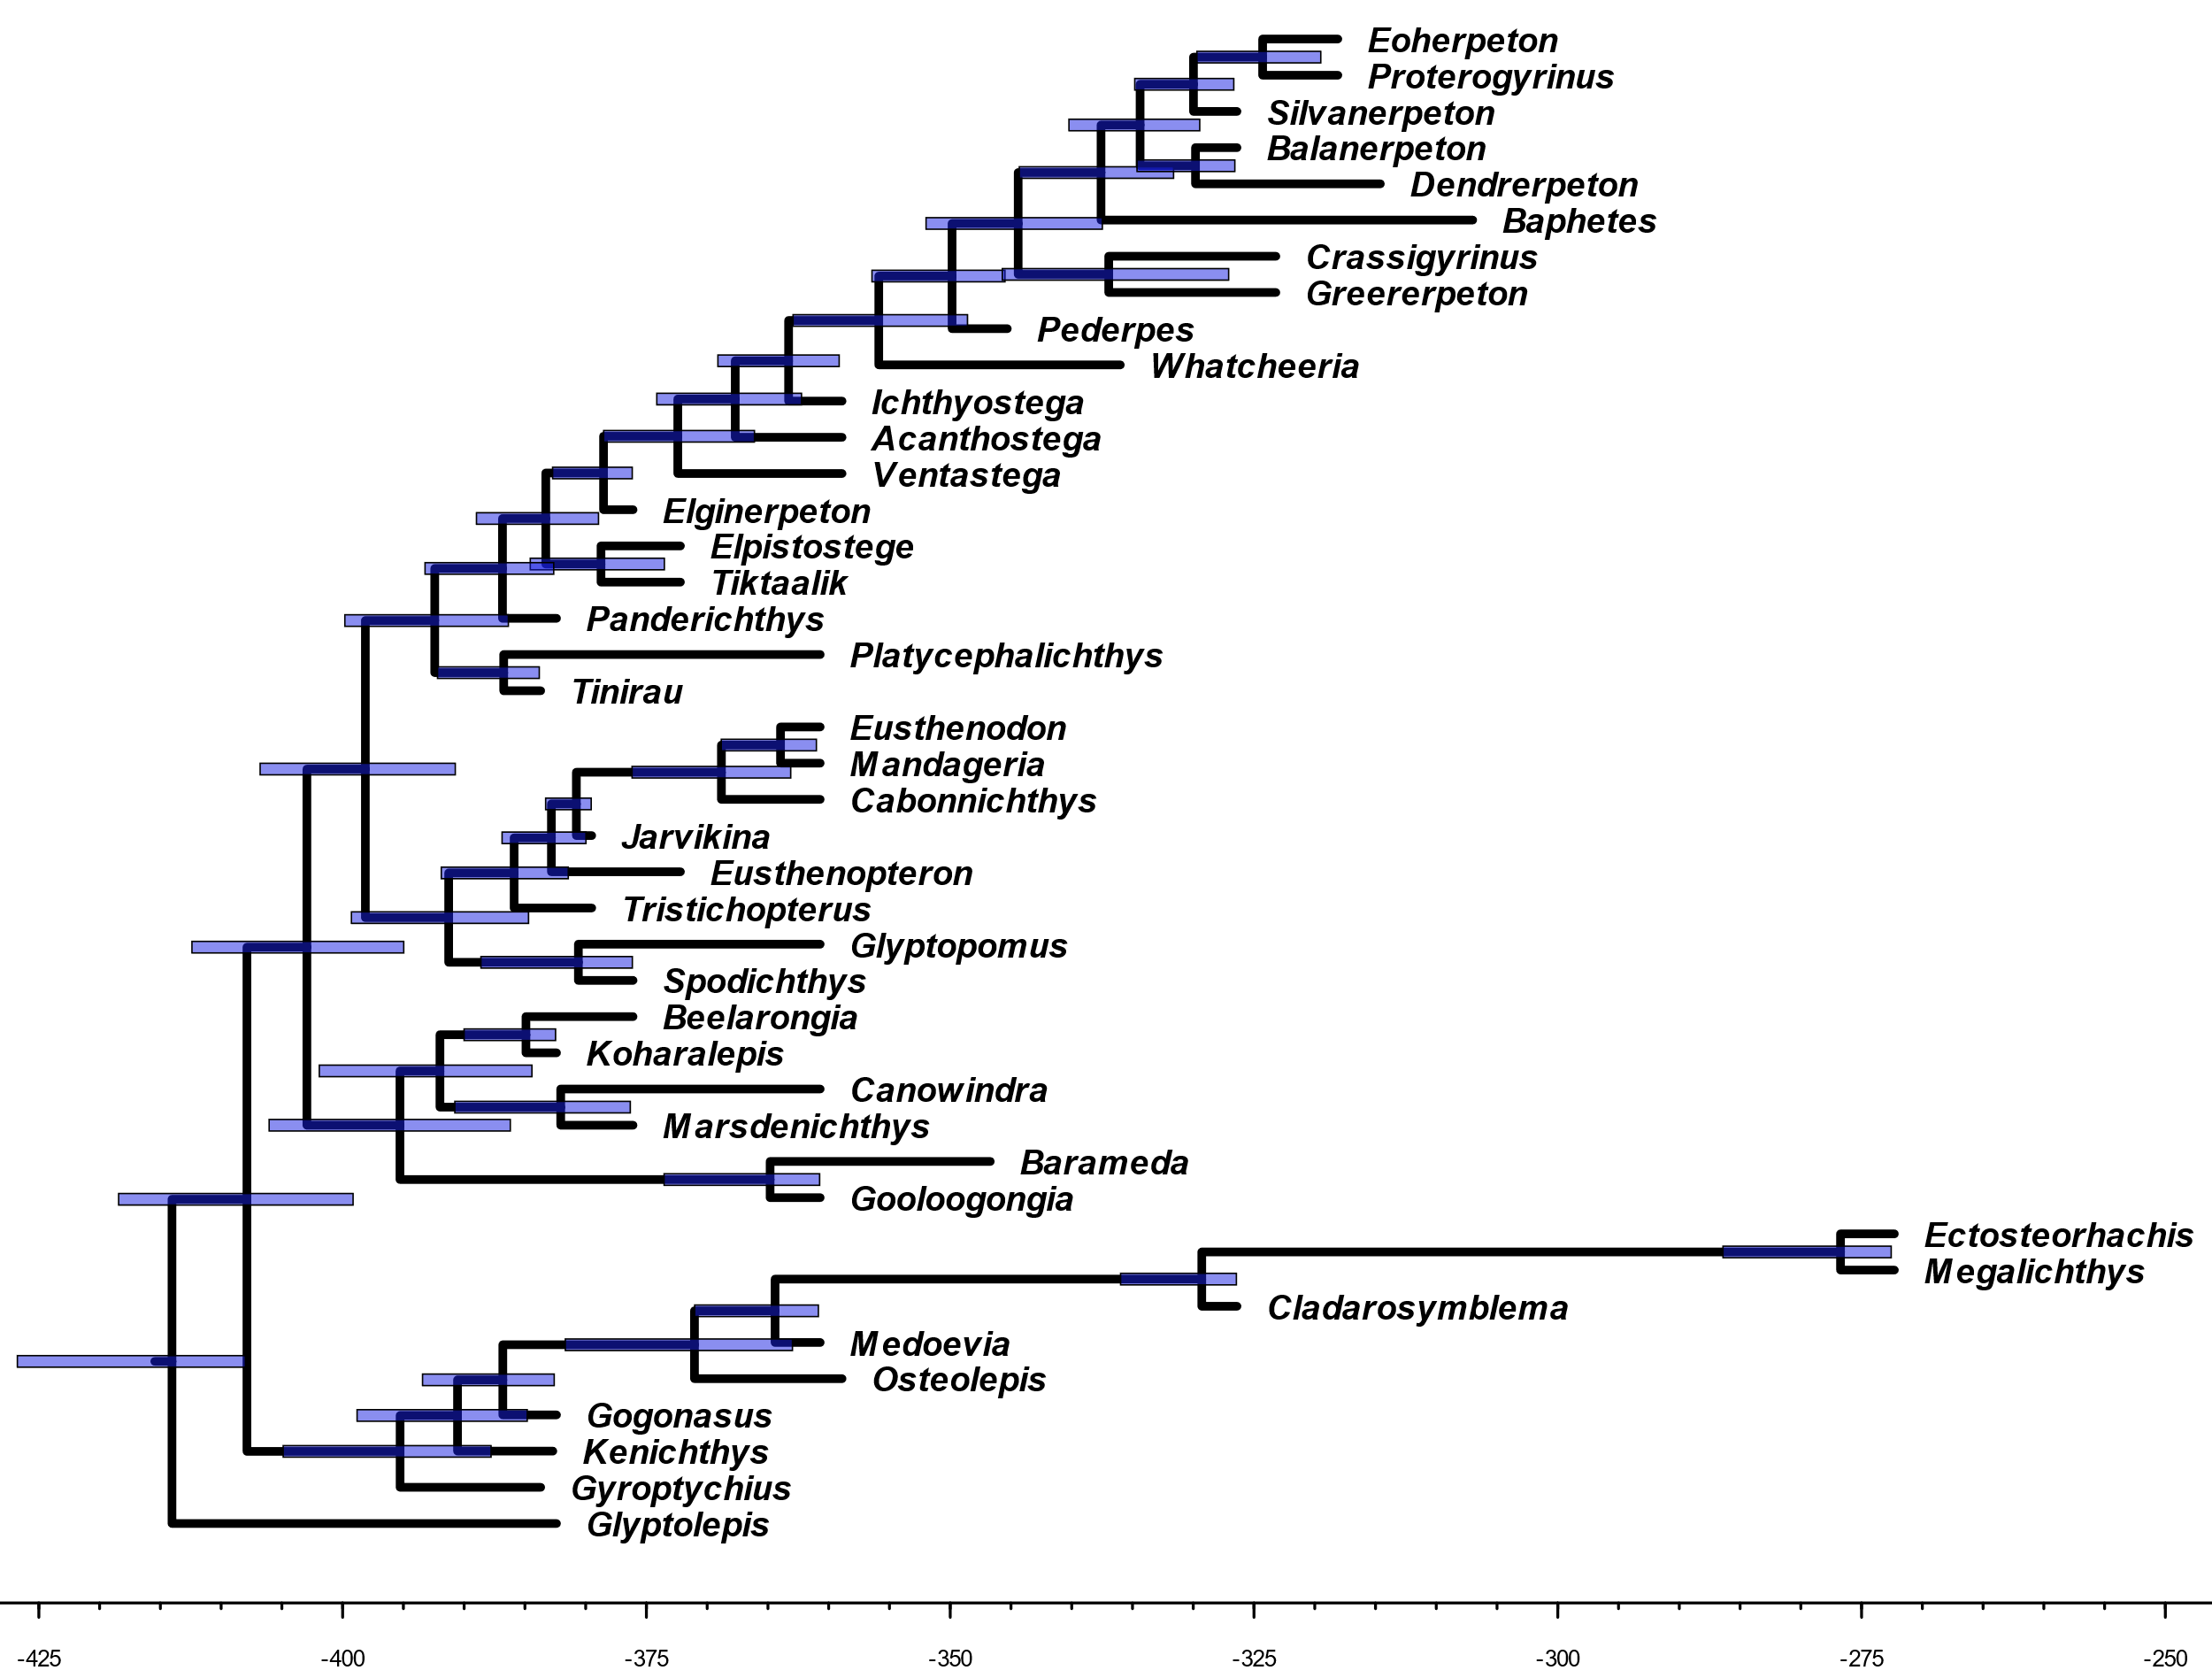 Eoherpeton
Proterogyrinus
Silvanerpeton
Balanerpeton
Dendrerpeton
Baphetes
Crassigyrinus
Greererpeton
Pederpes
Whatcheeria
Ichthyostega
Acanthostega
Ventastega
Elginerpeton
Elpistostege
Tiktaalik
Panderichthys
Platycephalichthys
Tinirau
Eusthenodon
Mandageria
Cabonnichthys
Jarvikina
Eusthenopteron
Tristichopterus
Glyptopomus
Spodichthys
Beelarongia
Koharalepis
Canowindra
Marsdenichthys
Barameda
Gooloogongia
Ectosteorhachis
Megalichthys
Cladarosymblema
Medoevia
Osteolepis
Gogonasus
Kenichthys
Gyroptychius
Glyptolepis
-425 -400 -375 -350 -325 -300 -275 -250